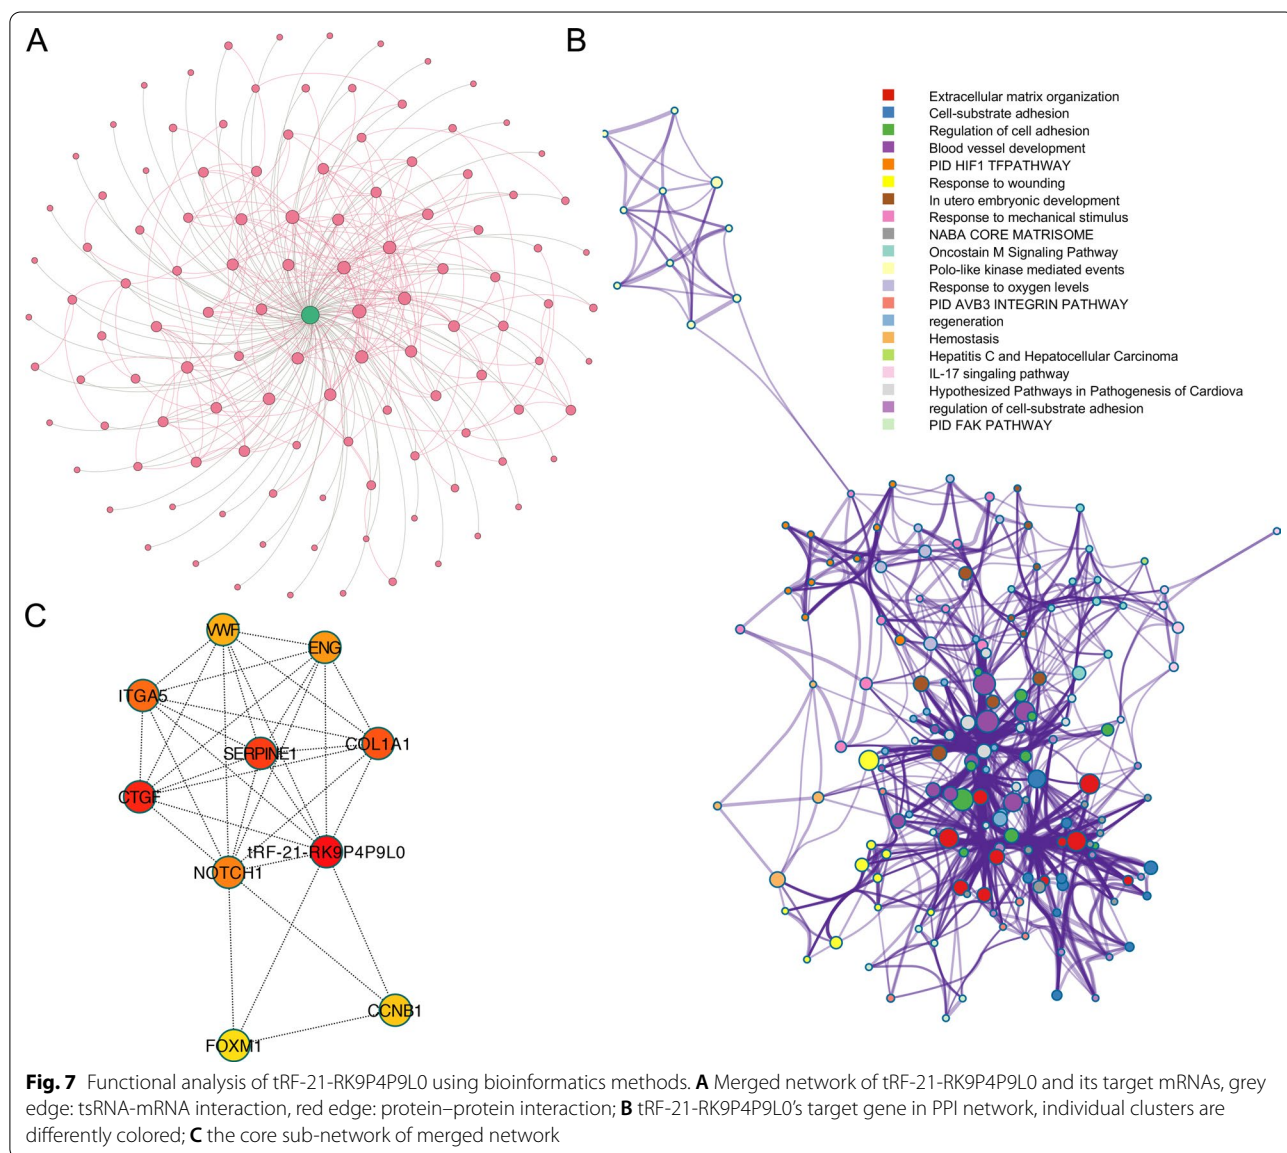 A
B
Extracellular matrix organization
Cell-substrate adhesion
Regulation of cell adhesion
Blood vessel development
PID HIF1 TFPATHWAY
Response to wounding
In utero embryonic development
Response to mechanical stimulus
NABA CORE MATRISOME
Oncostain M Signaling Pathway
Polo-like kinase mediated events
Response to oxygen levels
PID AVB3 INTEGRIN PATHWAY
regeneration
Hemostasis
Hepatitis C and Hepatocellular Carcinoma
IL-17 singaling pathway
Hypothesized Pathways in Pathogenesis of Cardiova
regulation of cell-substrate adhesion
PID FAK PATHWAY
C
VWF
ENG
ITGA5
SERPINE1
COL1A1
CTGF
tRF-21-RK9P4P9L0
NOTCH1
CCNB1
FOXM1
Fig. 7 Functional analysis of tRF-21-RK9P4P9L0 using bioinformatics methods. A Merged network of tRF-21-RK9P4P9L0 and its target mRNAs, grey
edge: tsRNA-mRNA interaction, red edge: protein–protein interaction; B tRF-21-RK9P4P9L0's target gene in PPI network, individual clusters are
differently colored; C the core sub-network of merged network